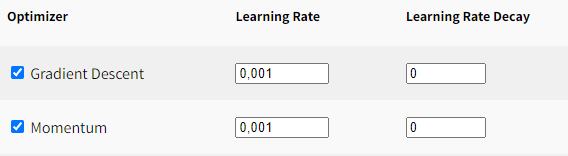 Optimizer Learning Rate Learning Rate Decay
Gradient Descent 0,001 0
Momentum 0,001 0